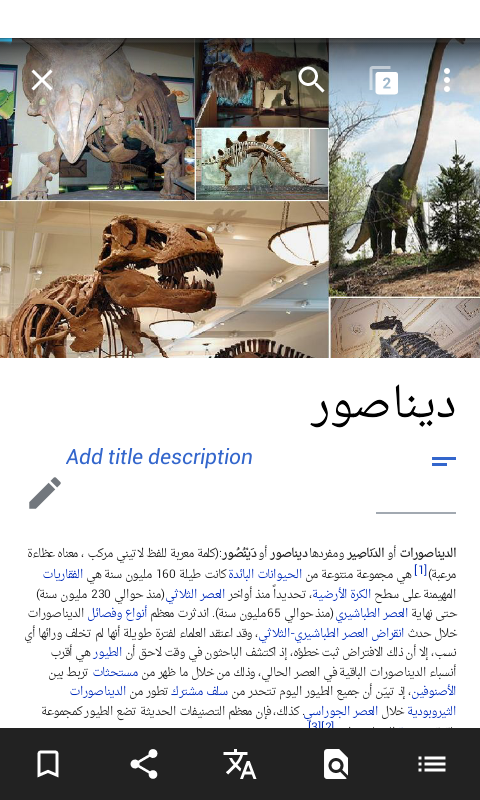 2
ديناصور
Add title description
الديناصورات أو الدنَاصِير ومفردها ديناصور أو دَيْنُصُور:(كلمة معربة للفظ لاتيني مركب ، معناه عظاءة
مرعبة)[1] هي مجموعة متنوعة من الحيوانات البائدة كانت طيلة 160 مليون سنة هي الفقاريات
المهيمنة على سطح الكرة الأرضية، تحديداً منذ أواخر العصر الثلاثي(منذ حوالي 230 مليون سنة)
حتى نهاية العصر الطباشيري(منذ حوالي 65مليون سنة). اندثرت معظم أنواع وفصائل الديناصورات
خلال حدث انقراض العصر الطباشيري-الثلاثي، وقد اعتقد العلماء لفترة طويلة أنها لم تخلف ورائها أي
نسب، إلا أن ذلك الافتراض ثبت خطؤه، إذ اكتشف الباحثون في وقت لاحق أن الطيور هي أقرب
أنسباء الديناصورات الباقية في العصر الحالي، وذلك من خلال ما ظهر من مستحثات تربط بين
الأصنوفين، إذ تبيّن أن جميع الطيور اليوم تتحدر من سلف مشترك تطور من الديناصورات
الثيروبودية خلال العصر الجوراسي كذلك، فإن معظم التصنيفات الحديثة تضع الطيور كمجموعة
[2][3]